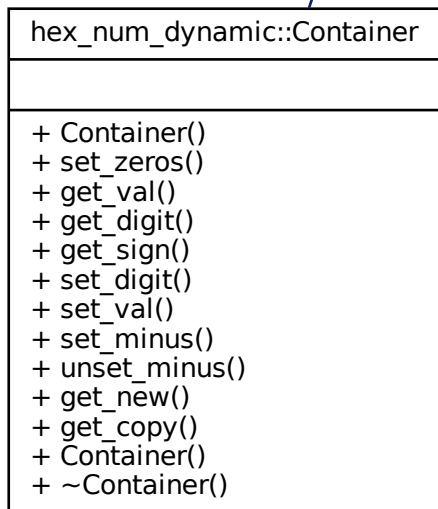 hex_num_dynamic::Container
+ Container()
+ set_zeros()
+ get_val()
+ get_digit()
+ get_sign()
+ set_digit()
+ set_val()
+ set_minus()
+ unset_minus()
+ get_new()
+ get_copy()
+ Container()
+ ~Container()